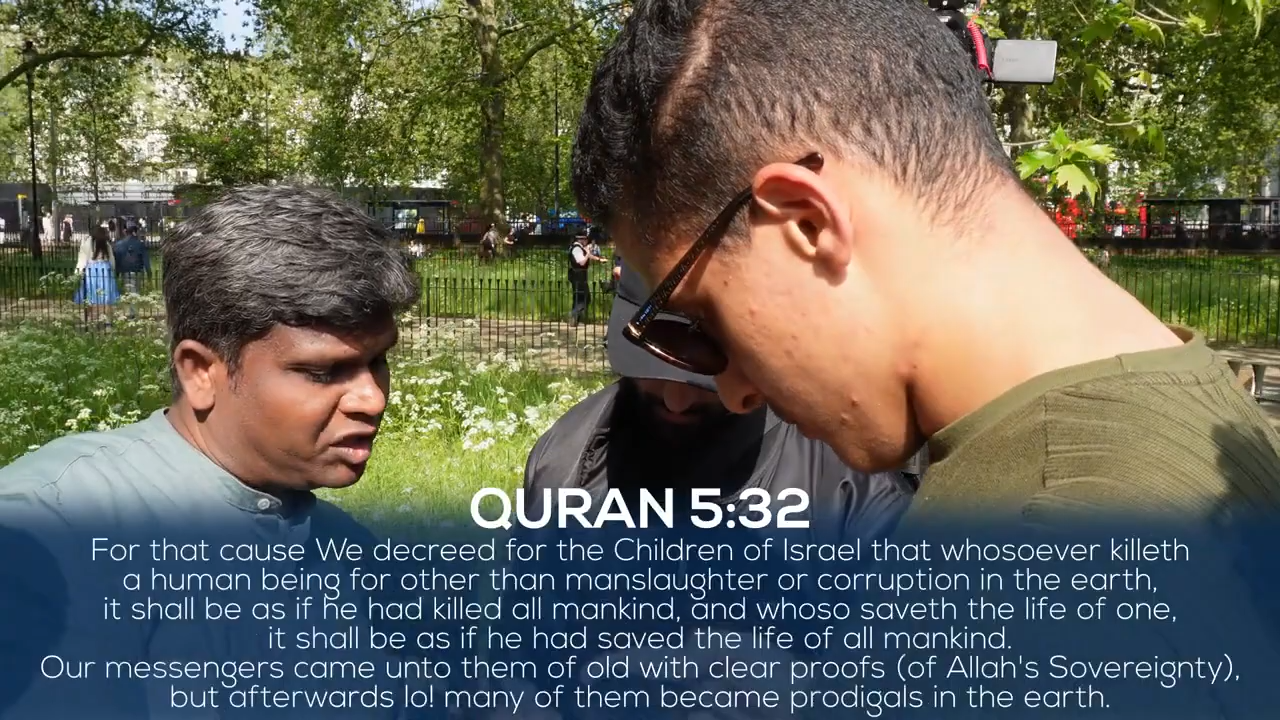 QURAN 5:32
For that cause We decreed for the Children of Israel that whosoever killeth
a human being for other than manslaughter or corruption in the earth,
it shall be as if he had killed all mankind, and whoso saveth the life of one,
it shall be as if he had saved the life of all mankind.
Our messengers came unto them of old with clear proofs (of Allah's Sovereignty),
but afterwards lo! many of them became prodigals in the earth.